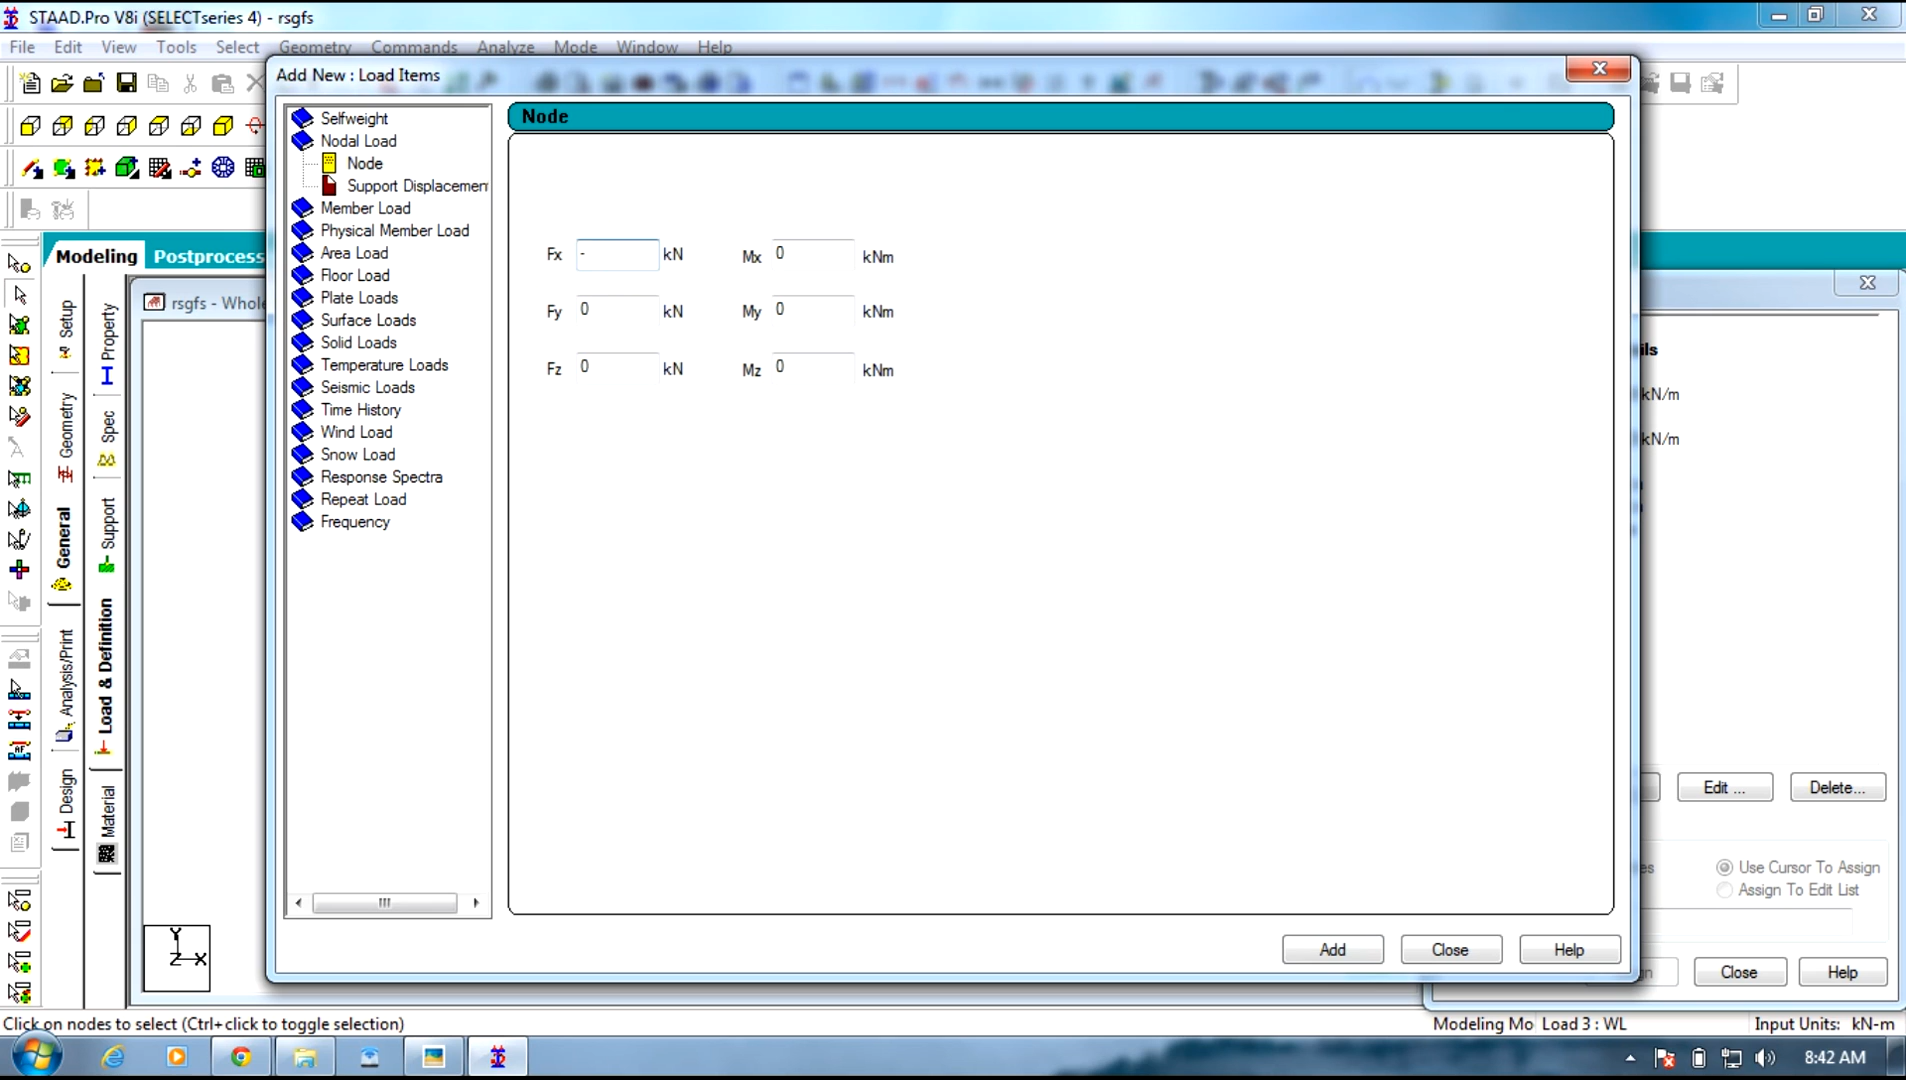 STAAD.Pro V8i (SELECTseries 4) - rsgfs
File Edit View Tools Select Geometry Commands Analyze Mode Window Help
Add New : Load Items
Selfweight
Nodal Load
Node
Support Displacemen
Member Load
Physical Member Load
Area Load
Floor Load
Plate Loads
Surface Loads
Solid Loads
Temperature Loads
Seismic Loads
Time History
Wind Load
Snow Load
Response Spectra
Repeat Load
Frequency
Node
Fx - kN Mx 0 kNm
Fy 0 kN My 0 kNm
Fz 0 kN Mz 0 kNm
Add Close Help
Modeling Postprocess
rsgfs - Whole
Setup
Geometry
General
Analysis/Print
Design
Property
Spec
Support
Load & Definition
Material
Y
Z X
ils
kN/m
kN/m
Edit ... Delete...
es Use Cursor To Assign
Assign To Edit List
gn Close Help
Click on nodes to select (Ctrl+click to toggle selection)
Modeling Mo Load 3 : WL Input Units: kN-m
8:42 AM